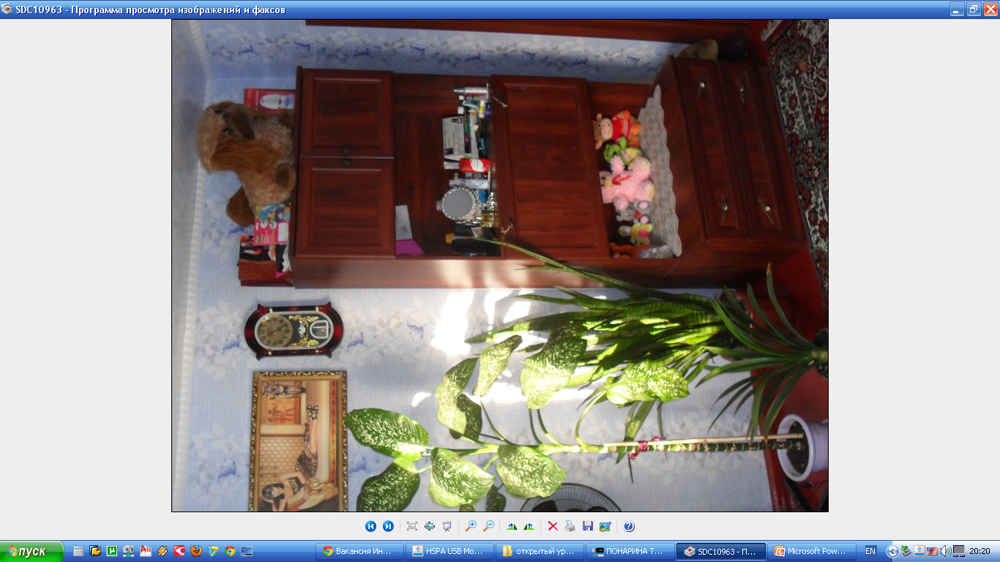 SDC10963 - Программа просмотра изображений и факсов
пуск
Вакансия Ин...
HSPA USB Mo...
открытый ур...
ПОНАРИНА Т...
SDC10963 - П...
Microsoft Pow...
EN
20:20